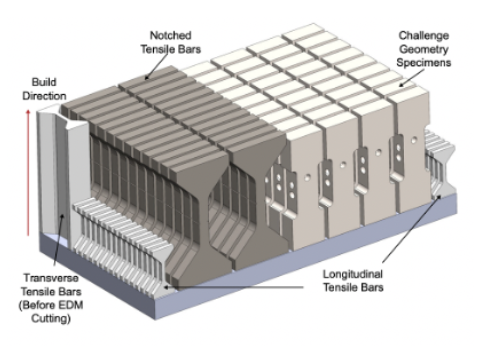 Notched
Tensile Bars
Challenge
Geometry
Specimens
Build
Direction
Transverse
Tensile Bars
(Before EDM
Cutting)
Longitudinal
Tensile Bars